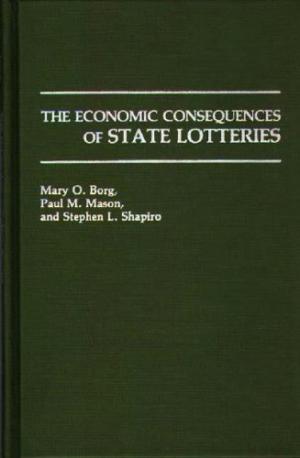 THE ECONOMIC CONSEQUENCES
OF STATE LOTTERIES
Mary O. Borg,
Paul M. Mason,
and Stephen L. Shapiro